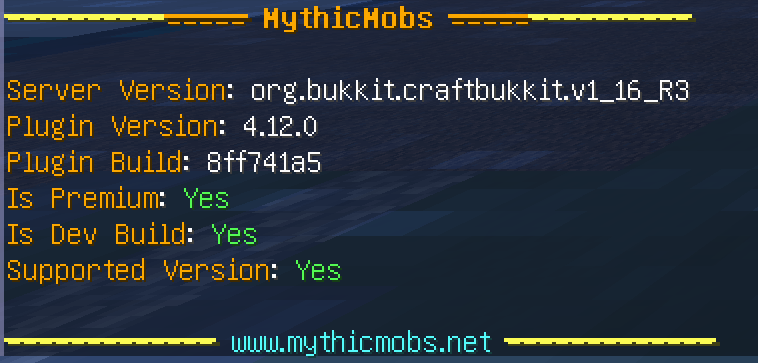 ===== MythicMobs =====
Server Version: org.bukkit.craftbukkit.v1_16_R3
Plugin Version: 4.12.0
Plugin Build: 8ff741a5
Is Premium: Yes
Is Dev Build: Yes
Supported Version: Yes
www.mythicmobs.net